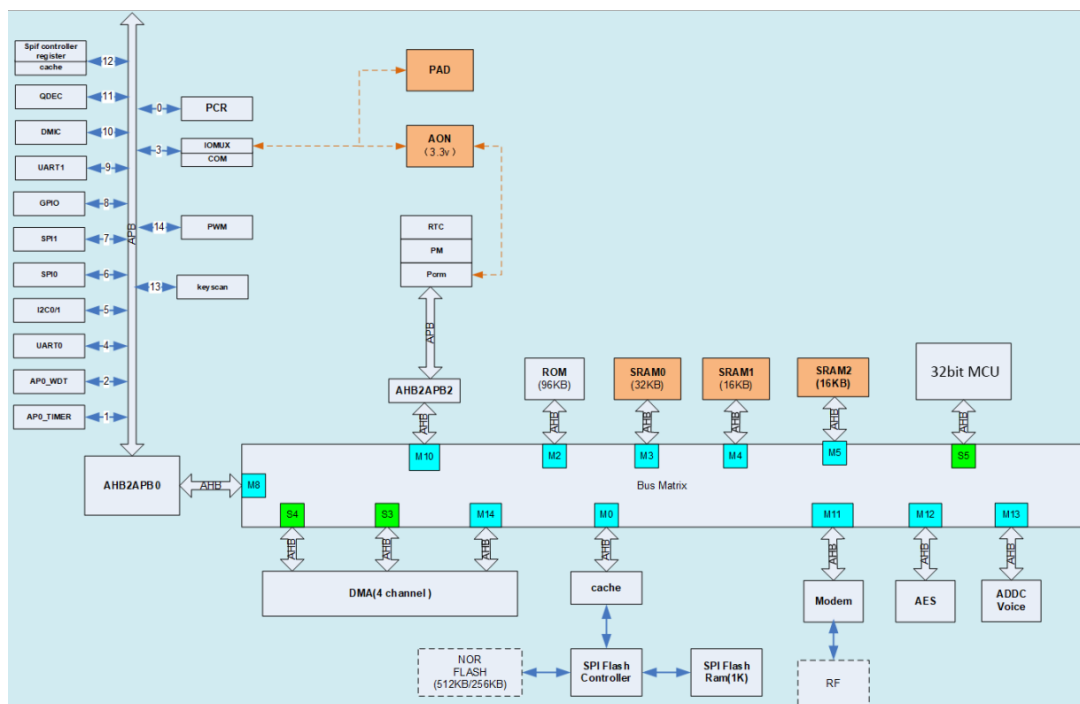 Spif controller
register
cache
12
QDEC
11
DMIC
10
UART1
9
GPIO
8
SPI1
7
SPI0
6
I2C0/1
5
UART0
4
AP0_WDT
2
AP0_TIMER
1
APB
0
PCR
3
IOMUX
COM
14
PWM
13
keyscan
PAD
AON
(3.3v)
RTC
PM
Porm
APB
AHB2APB2
AHB
ROM
(96KB)
AHB
SRAM0
(32KB)
AHB
SRAM1
(16KB)
AHB
SRAM2
(16KB)
AHB
32bit MCU
AHB
AHB2APB0
AHB
M8
M10
M2
M3
M4
M5
S5
Bus Matrix
S4
S3
M14
M0
M11
M12
M13
AHB
AHB
AHB
AHB
AHB
AHB
AHB
DMA(4 channel )
cache
Modem
AES
ADDC
Voice
NOR
FLASH
(512KB/256KB)
SPI Flash
Controller
SPI Flash
Ram(1K)
RF